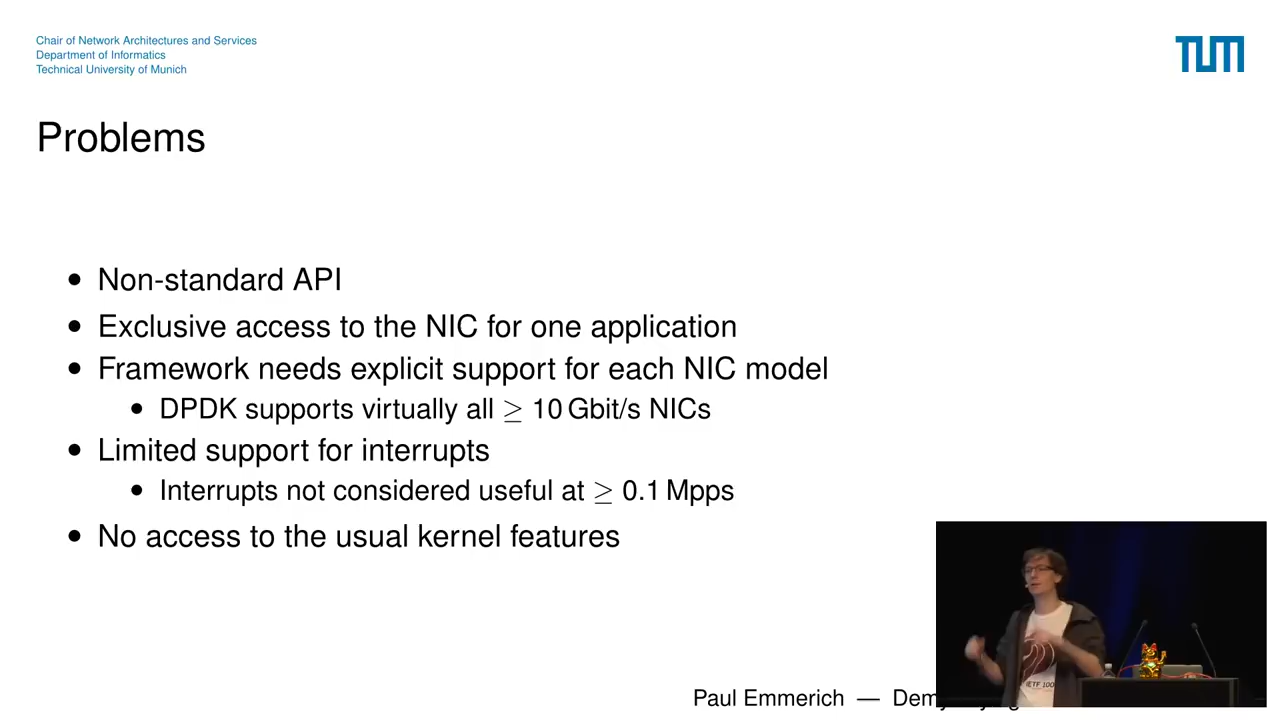 Chair of Network Architectures and Services
Department of Informatics
Technical University of Munich
TUM
Problems
• Non-standard API
• Exclusive access to the NIC for one application
• Framework needs explicit support for each NIC model
• DPDK supports virtually all ≥ 10 Gbit/s NICs
• Limited support for interrupts
• Interrupts not considered useful at ≥ 0.1 Mpps
• No access to the usual kernel features
IETF 100
Paul Emmerich —